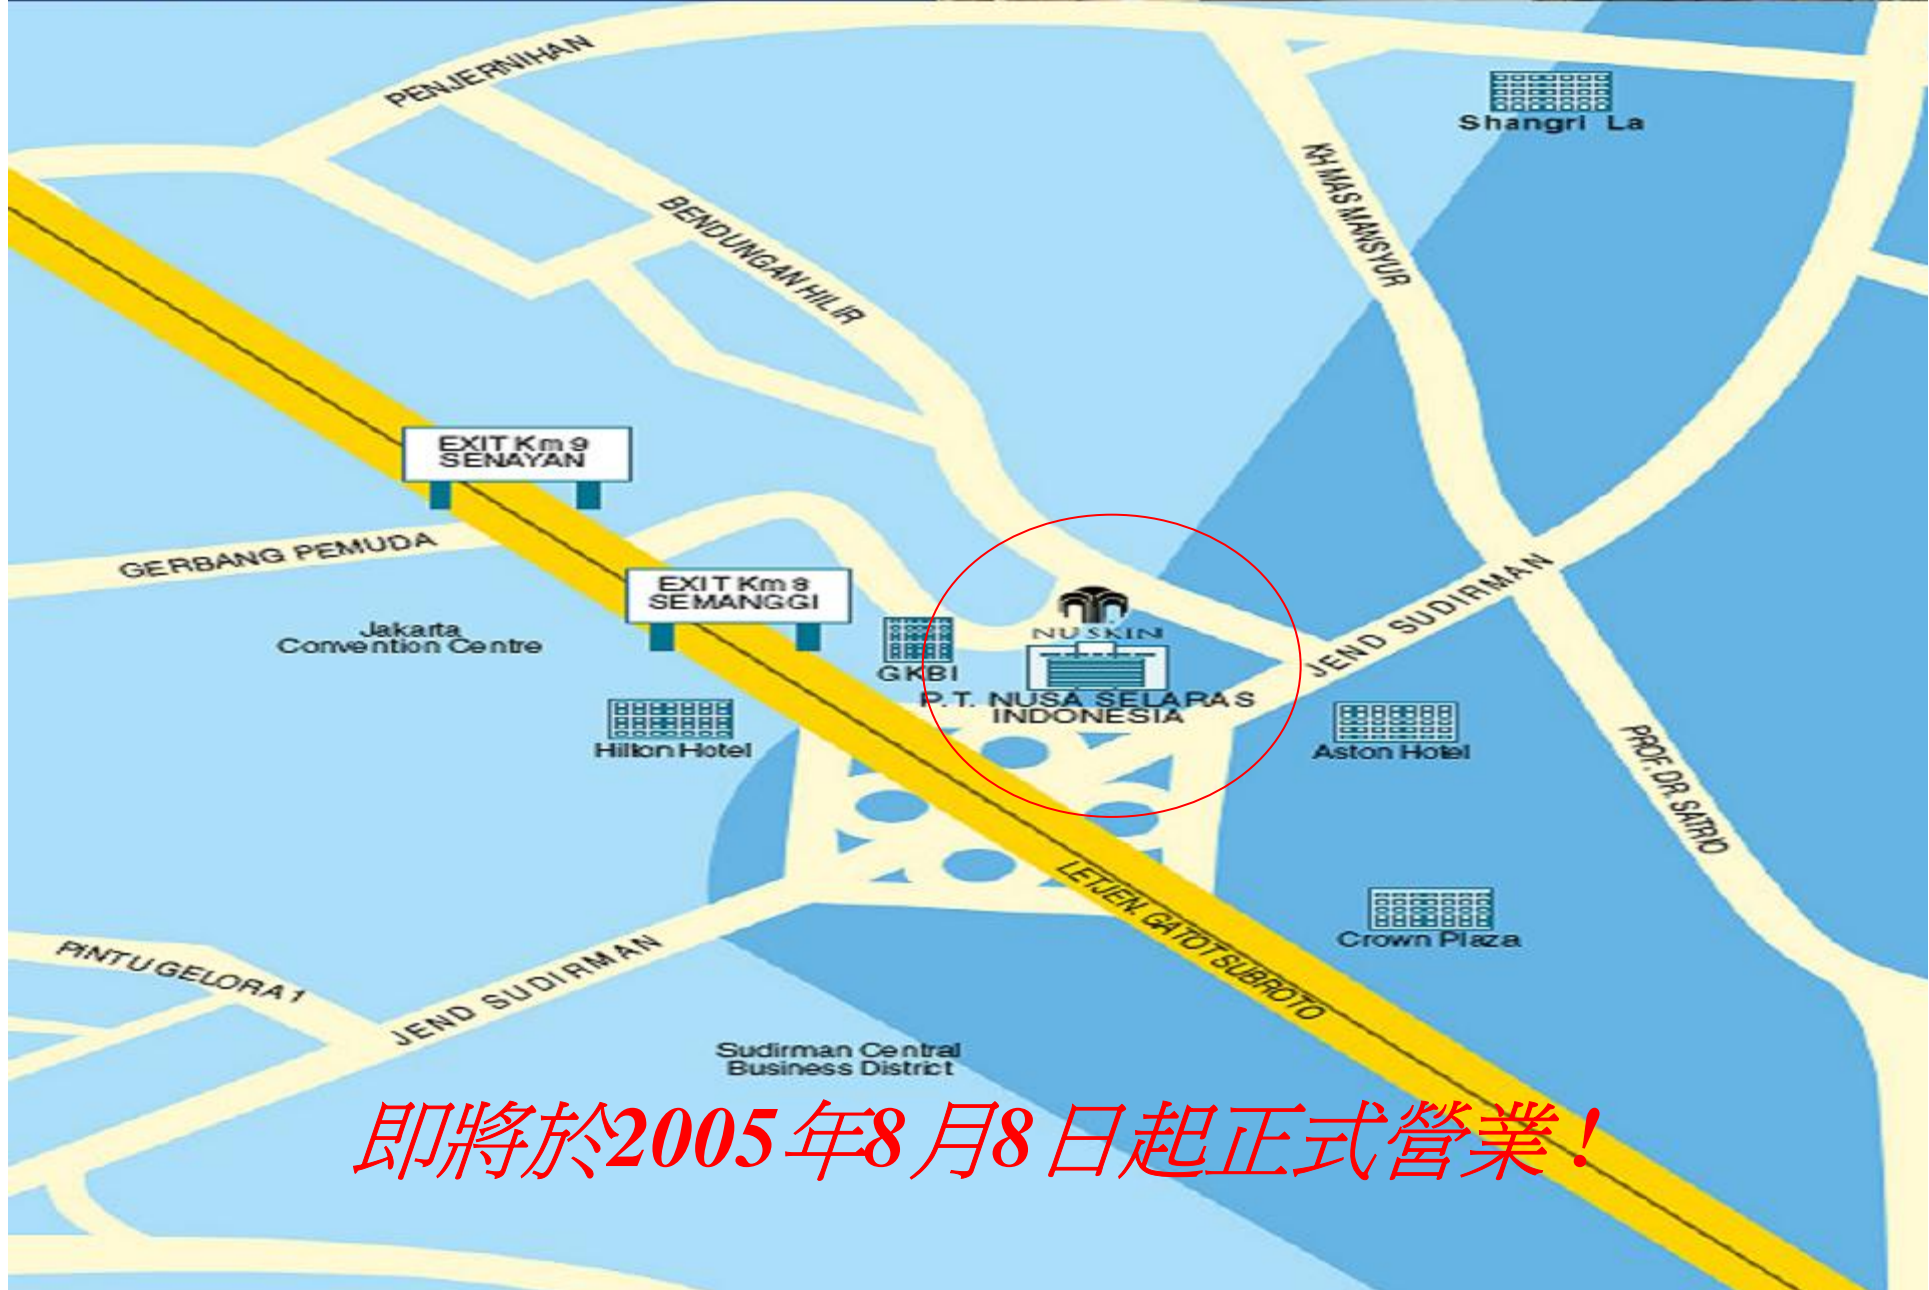 PENJERNIHAN
Shangri La
KH MAS MANSYUR
BENDUNGAN HILIR
EXIT Km 9
SENAYAN
GERBANG PEMUDA
EXIT Km 8
SEMANGGI
JEND SUDIRMAN
NU SKIN
Jakarta
Convention Centre
GKBI
P.T. NUSA SELARAS
INDONESIA
Hilton Hotel
Aston Hotel
PROF. DR. SATRIO
LETJEN. GATOT SUBROTO
Crown Plaza
PINTU GELORA 1
JEND SUDIRMAN
Sudirman Central
Business District
即將於2005年8月8日起正式營業!